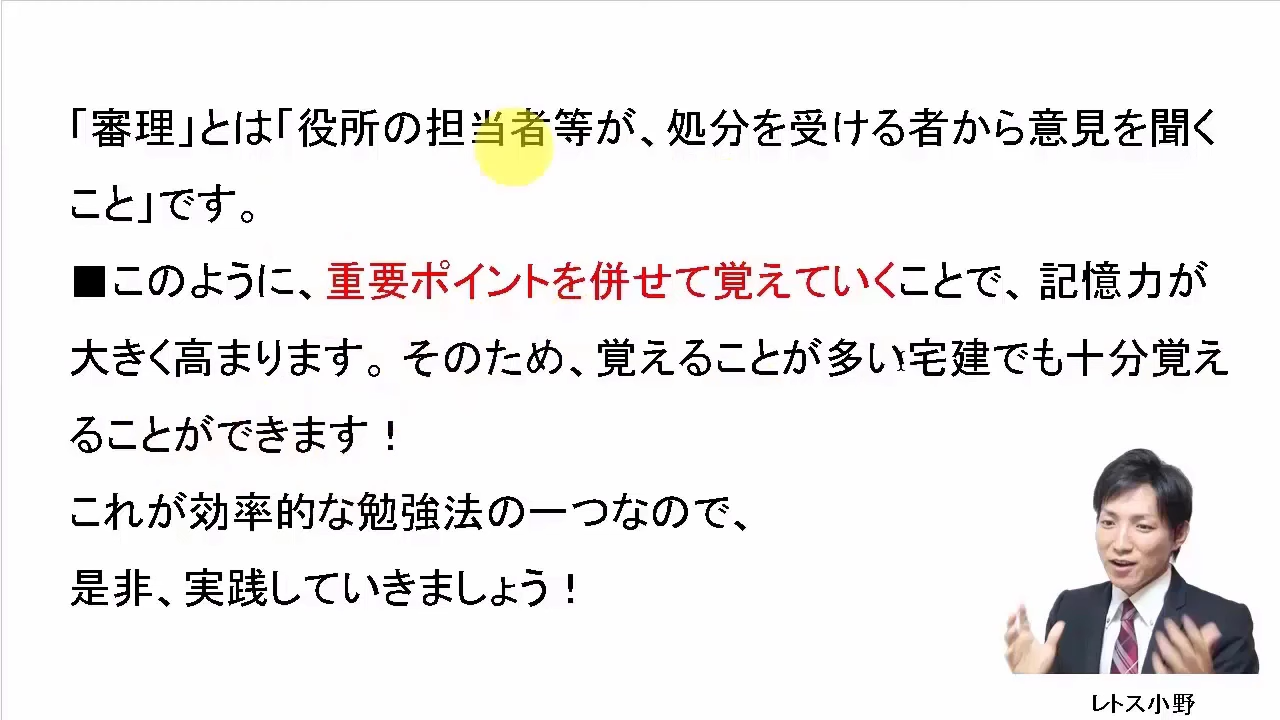 「審理」とは「役所の担当者等が、処分を受ける者から意見を聞く
こと」です。
■このように、重要ポイントを併せて覚えていくことで、記憶力が
大きく高まります。そのため、覚えることが多い宅建でも十分覚え
ることができます！
これが効率的な勉強法の一つなので、
是非、実践していきましょう！
レトス小野